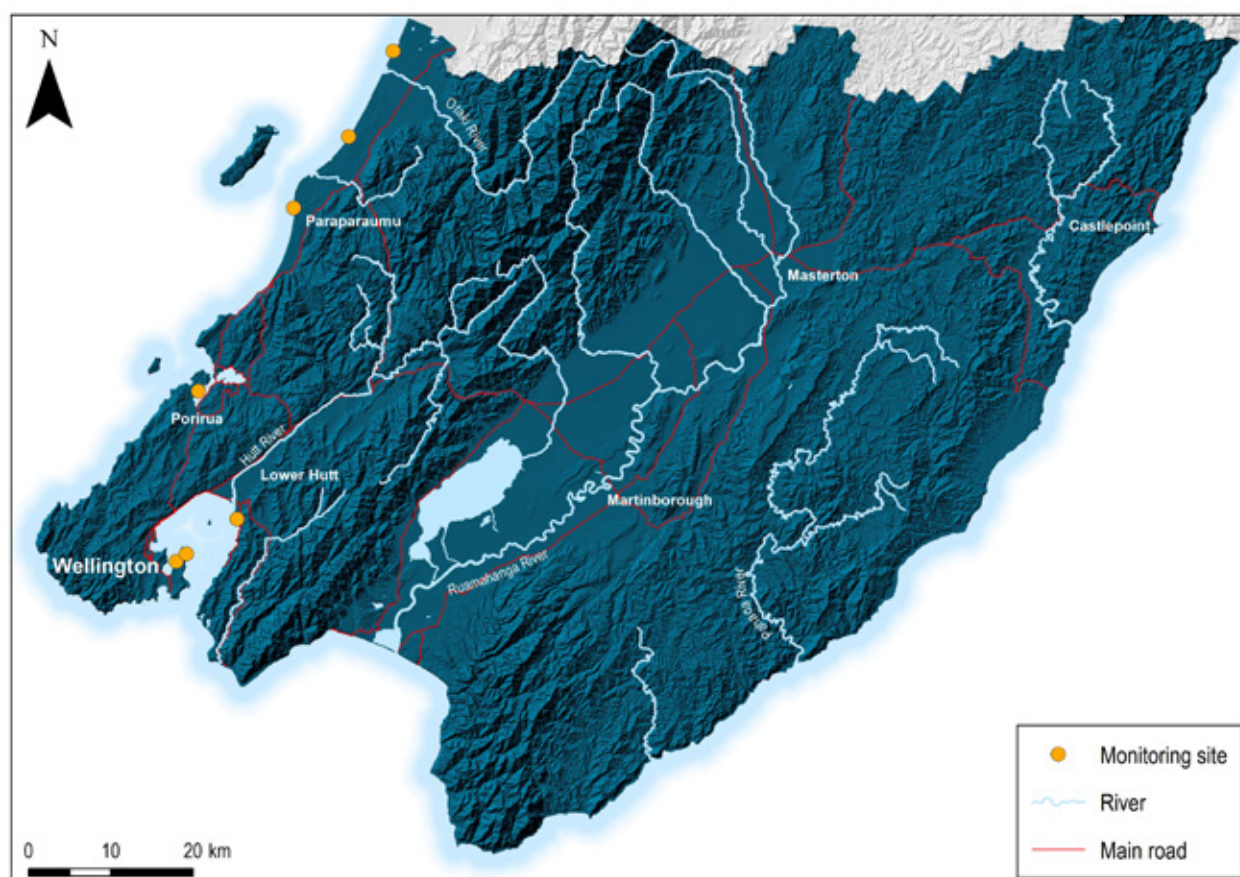 N
Otaki River
Paraparaumu
Castlepoint
Masterton
Porirua
Hutt River
Lower Hutt
Martinborough
Wellington
Ruamahanga River
Pahaoa River
Monitoring site
River
Main road
0 10 20 km